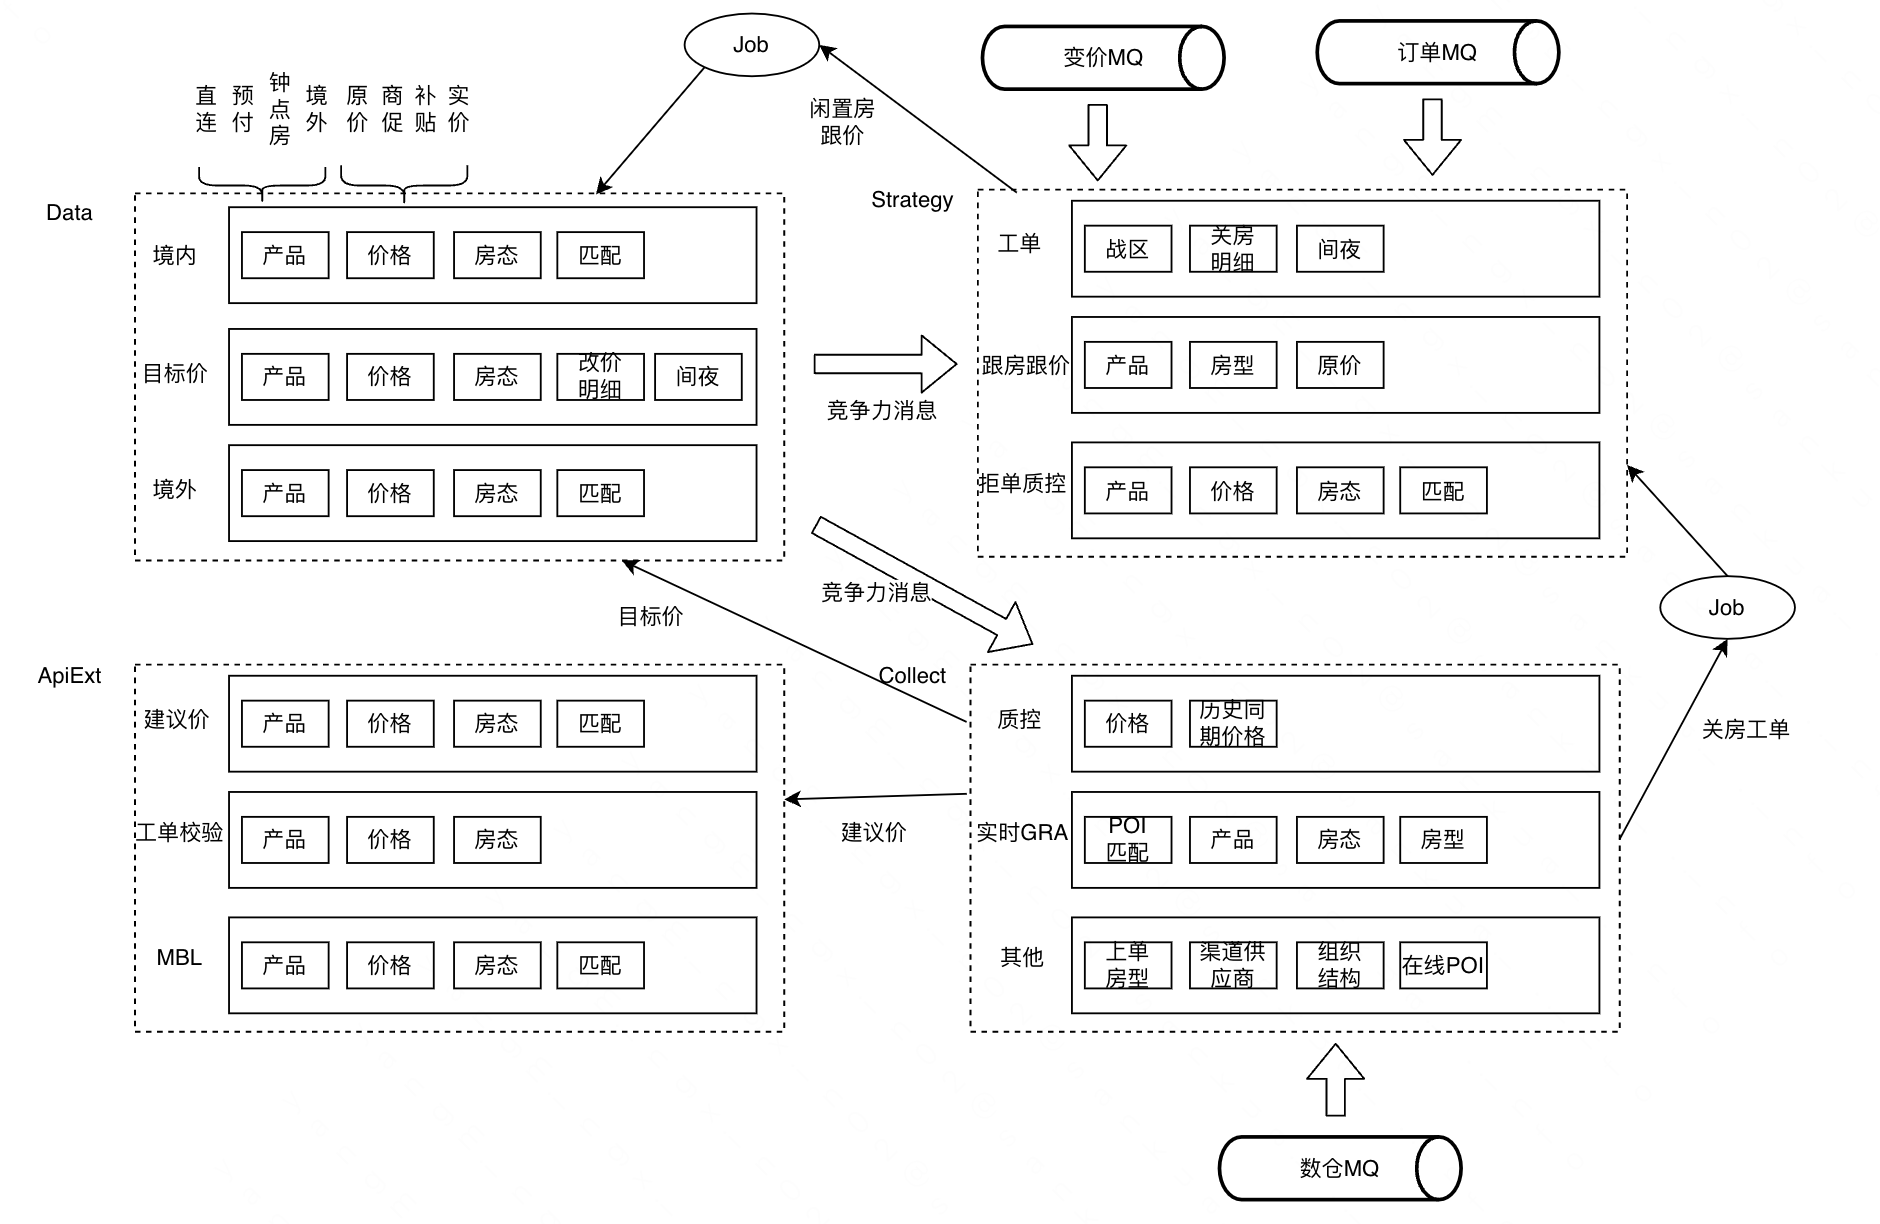 Job
变价MQ
订单MQ
直连
预付
钟点房
境外
原价
商促
补贴
实价
闲置房
跟价
Data
境内
产品
价格
房态
匹配
目标价
产品
价格
房态
改价
明细
间夜
境外
产品
价格
房态
匹配
竞争力消息
Strategy
工单
战区
关房
明细
间夜
跟房跟价
产品
房型
原价
拒单质控
产品
价格
房态
匹配
竞争力消息
目标价
Job
关房工单
ApiExt
建议价
产品
价格
房态
匹配
工单校验
产品
价格
房态
MBL
产品
价格
房态
匹配
建议价
Collect
质控
价格
历史同
期价格
实时GRA
POI
匹配
产品
房态
房型
其他
上单
房型
渠道供
应商
组织
结构
在线POI
数仓MQ